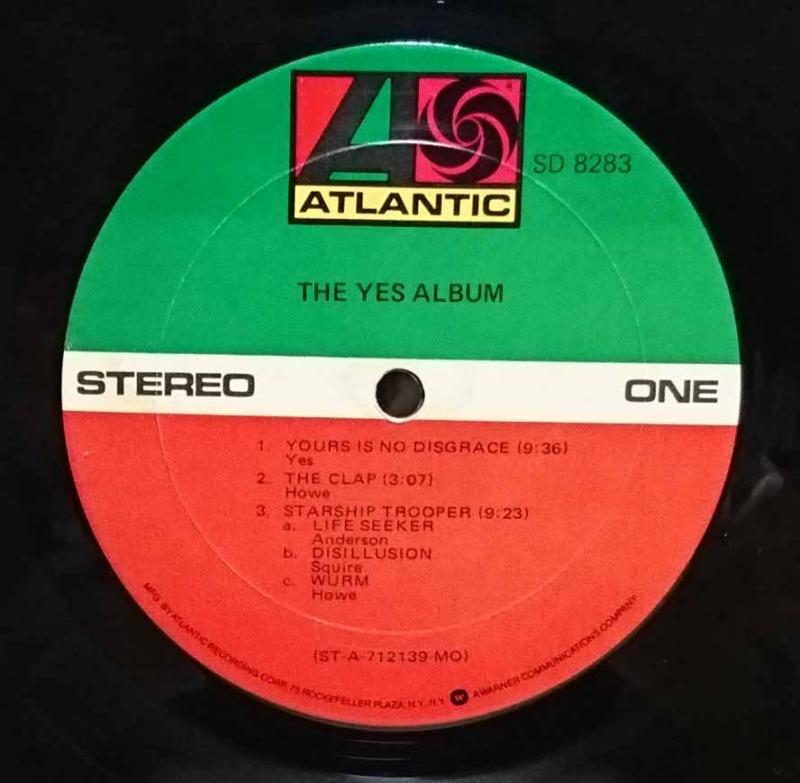 ATLANTIC
SD 8283
THE YES ALBUM
STEREO
ONE
1. YOURS IS NO DISGRACE (9:36)
Yes
2. THE CLAP (3:07)
Howe
3. STARSHIP TROOPER (9:23)
a. LIFE SEEKER
Anderson
b. DISILLUSION
Squire
c. WURM
Howe
(ST-A-712139-MO)
MFG. BY ATLANTIC RECORDING CORP. 75 ROCKEFELLER PLAZA, N.Y., N.Y. W A WARNER COMMUNICATIONS COMPANY